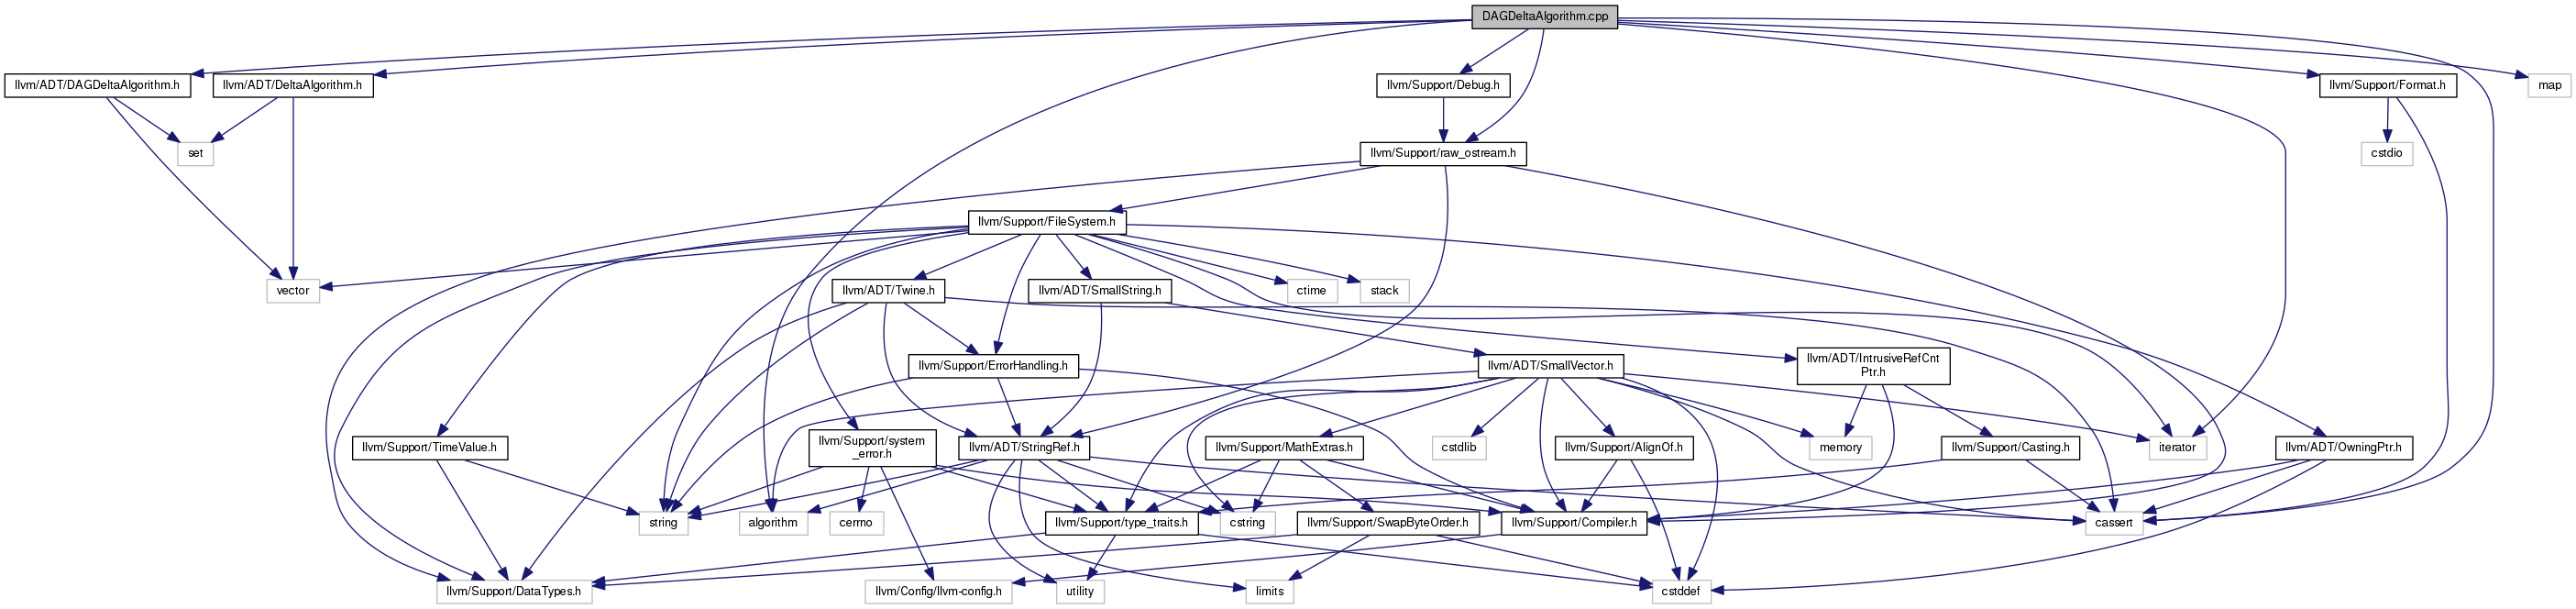 DAGDeltaAlgorithm.cpp
llvm/ADT/DAGDeltaAlgorithm.h
llvm/ADT/DeltaAlgorithm.h
llvm/Support/Debug.h
llvm/Support/Format.h
map
set
llvm/Support/raw_ostream.h
cstdio
llvm/Support/FileSystem.h
vector
llvm/ADT/Twine.h
llvm/ADT/SmallString.h
ctime
stack
llvm/Support/ErrorHandling.h
llvm/ADT/SmallVector.h
llvm/ADT/IntrusiveRefCnt
Ptr.h
llvm/Support/TimeValue.h
llvm/Support/system
_error.h
llvm/ADT/StringRef.h
cstdlib
llvm/Support/MathExtras.h
llvm/Support/AlignOf.h
memory
llvm/Support/Casting.h
iterator
llvm/ADT/OwningPtr.h
string
algorithm
cerrno
llvm/Support/type_traits.h
cstring
llvm/Support/SwapByteOrder.h
llvm/Support/Compiler.h
cassert
llvm/Support/DataTypes.h
llvm/Config/llvm-config.h
utility
limits
cstddef